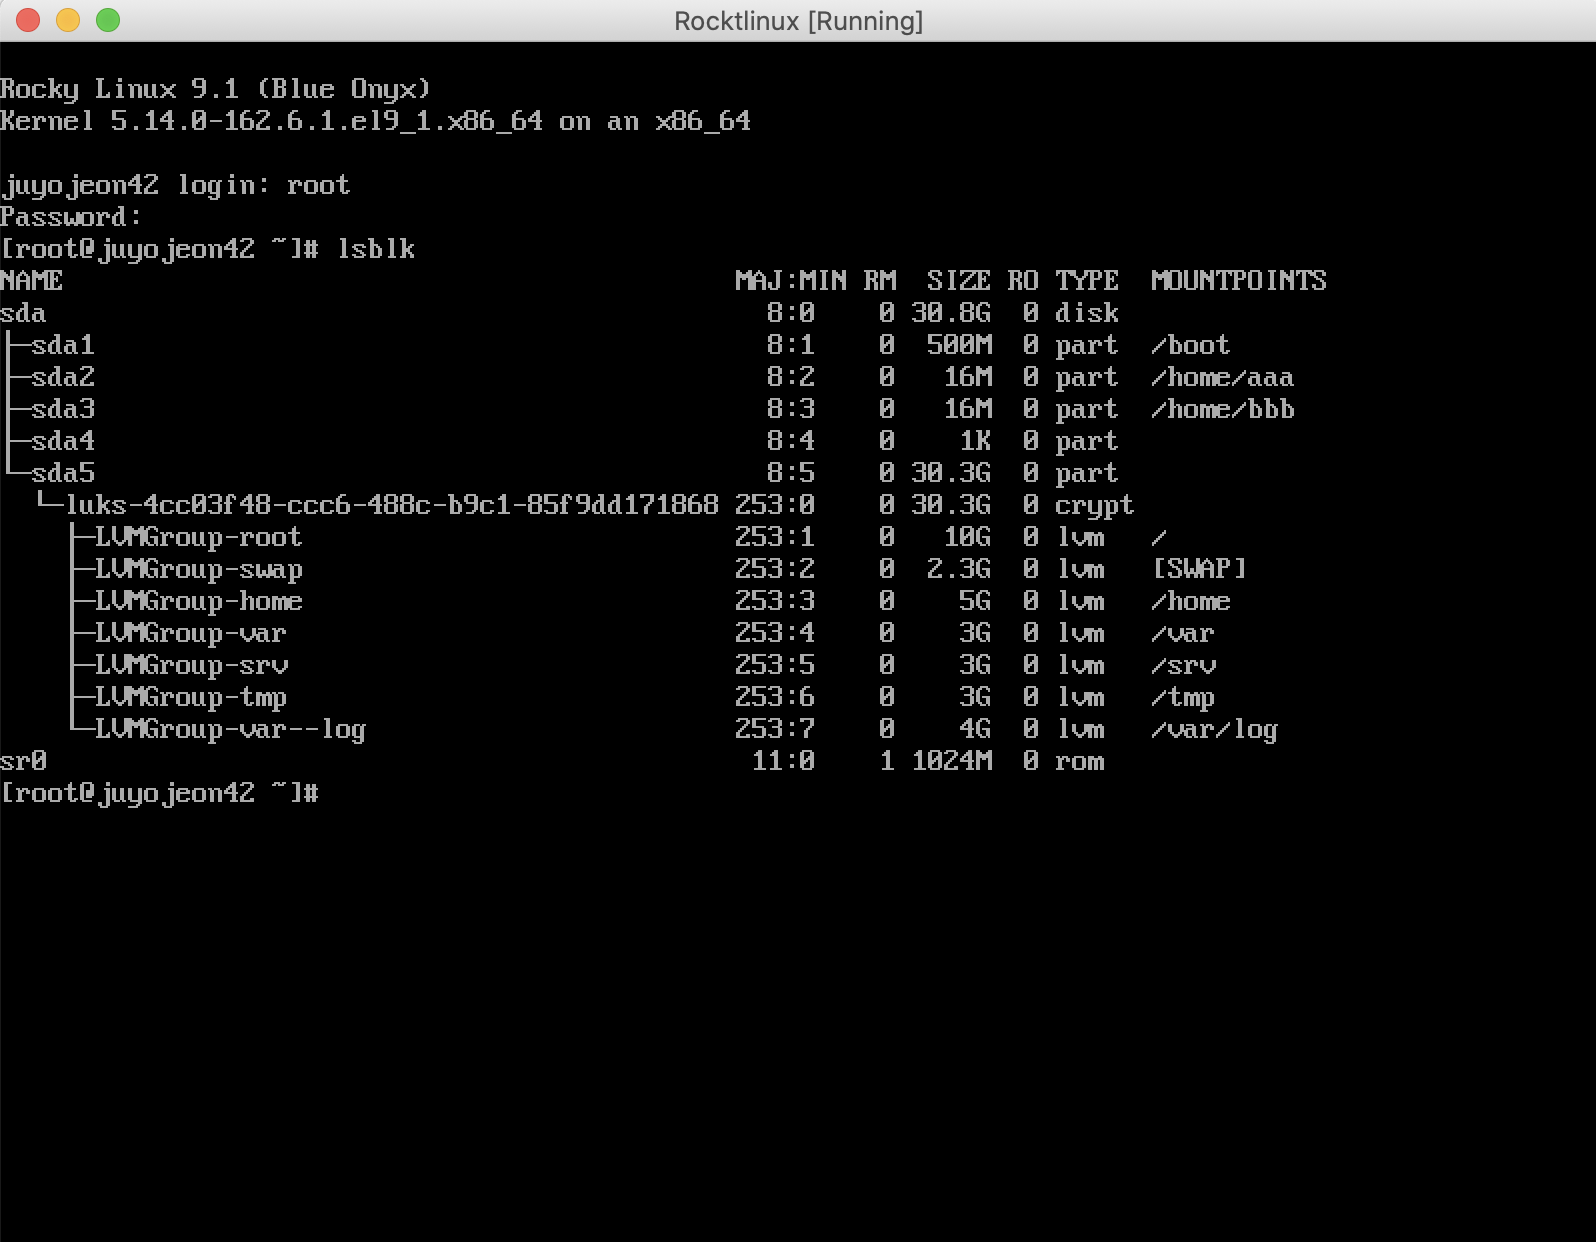 Rocktlinux [Running]
Rocky Linux 9.1 (Blue Onyx)
Kernel 5.14.0-162.6.1.el9_1.x86_64 on an x86_64
juyojeon42 login: root
Password:
[root@juyojeon42 ~]# lsblk
NAME MAJ:MIN RM SIZE RO TYPE MOUNTPOINTS
sda 8:0 0 30.8G 0 disk
├─sda1 8:1 0 500M 0 part /boot
├─sda2 8:2 0 16M 0 part /home/aaa
├─sda3 8:3 0 16M 0 part /home/bbb
├─sda4 8:4 0 1K 0 part
└─sda5 8:5 0 30.3G 0 part
  └─luks-4cc03f48-ccc6-488c-b9c1-85f9dd171868 253:0 0 30.3G 0 crypt
    ├─LVMGroup-root 253:1 0 10G 0 lvm /
    ├─LVMGroup-swap 253:2 0 2.3G 0 lvm [SWAP]
    ├─LVMGroup-home 253:3 0 5G 0 lvm /home
    ├─LVMGroup-var 253:4 0 3G 0 lvm /var
    ├─LVMGroup-srv 253:5 0 3G 0 lvm /srv
    ├─LVMGroup-tmp 253:6 0 3G 0 lvm /tmp
    └─LVMGroup-var--log 253:7 0 4G 0 lvm /var/log
sr0 11:0 1 1024M 0 rom
[root@juyojeon42 ~]#